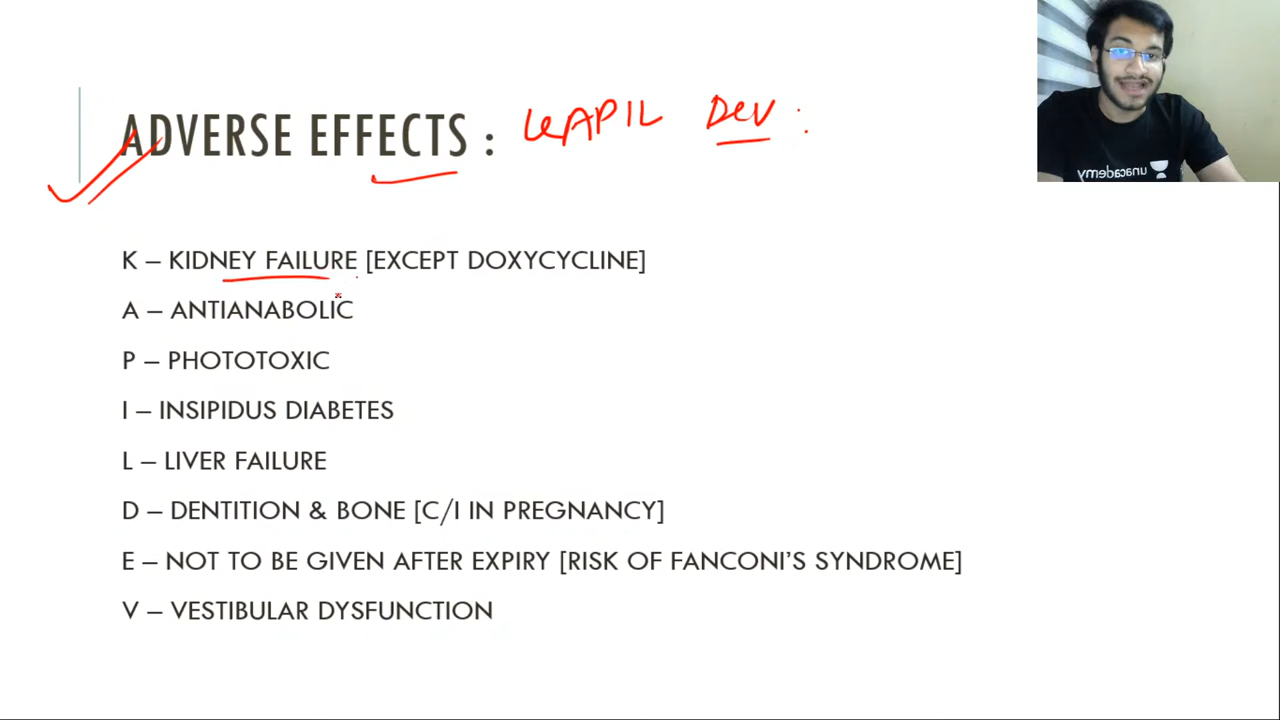 ADVERSE EFFECTS : KAPIL DEV :
K – KIDNEY FAILURE [EXCEPT DOXYCYCLINE]
A – ANTIANABOLIC
P – PHOTOTOXIC
I – INSIPIDUS DIABETES
L – LIVER FAILURE
D – DENTITION & BONE [C/I IN PREGNANCY]
E – NOT TO BE GIVEN AFTER EXPIRY [RISK OF FANCONI'S SYNDROME]
V – VESTIBULAR DYSFUNCTION
unacademy